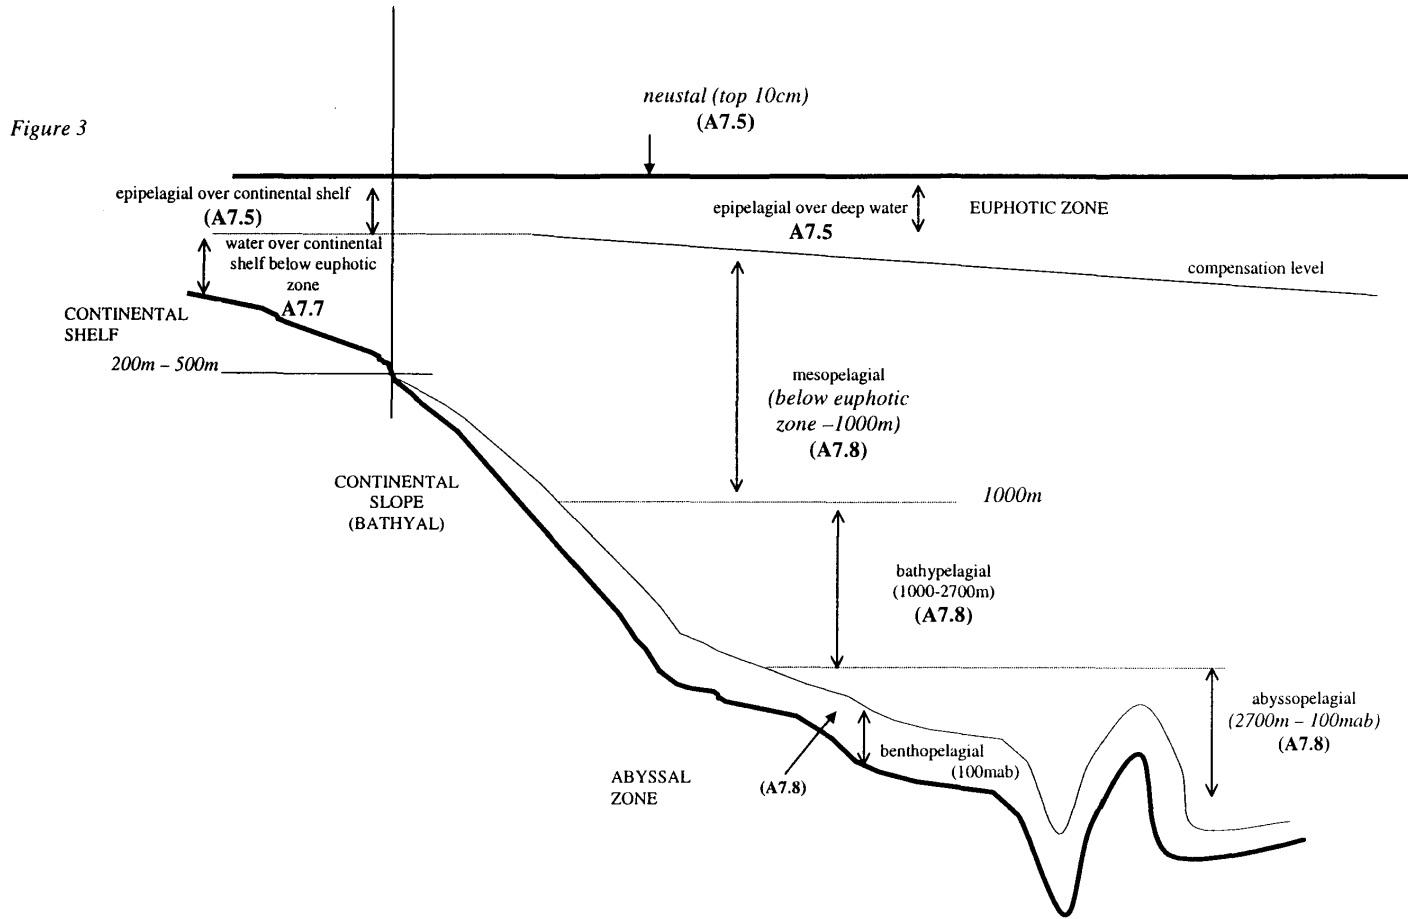 Figure 3
neustal (top 10cm)
(A7.5)
epipelagial over continental shelf
(A7.5)
water over continental
shelf below euphotic
zone
A7.7
epipelagial over deep water
A7.5
EUPHOTIC ZONE
compensation level
CONTINENTAL
SHELF
200m – 500m
mesopelagial
(below euphotic
zone –1000m)
(A7.8)
CONTINENTAL
SLOPE
(BATHYAL)
1000m
bathypelagial
(1000-2700m)
(A7.8)
abyssopelagial
(2700m – 100mab)
(A7.8)
benthopelagial
(100mab)
ABYSSAL
ZONE
(A7.8)